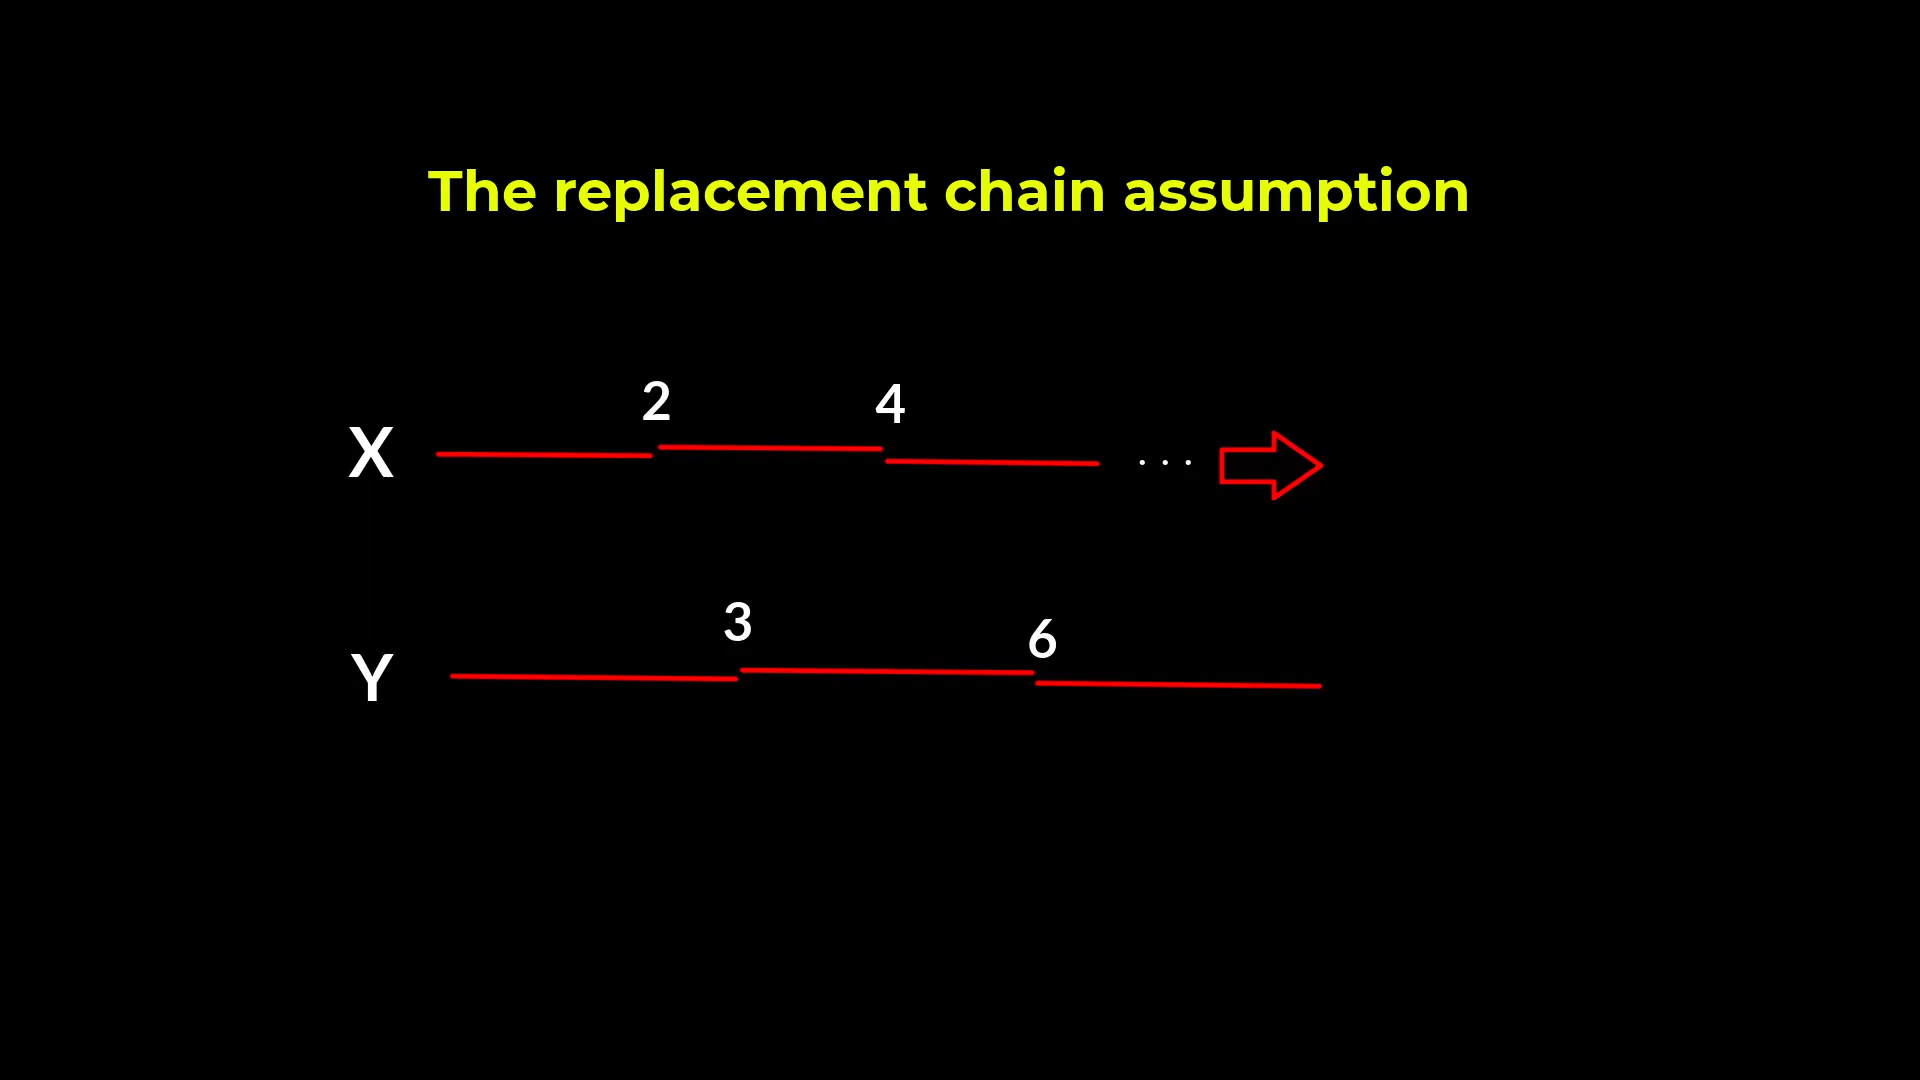 The replacement chain assumption
2 4
X
. . .
3 6
Y